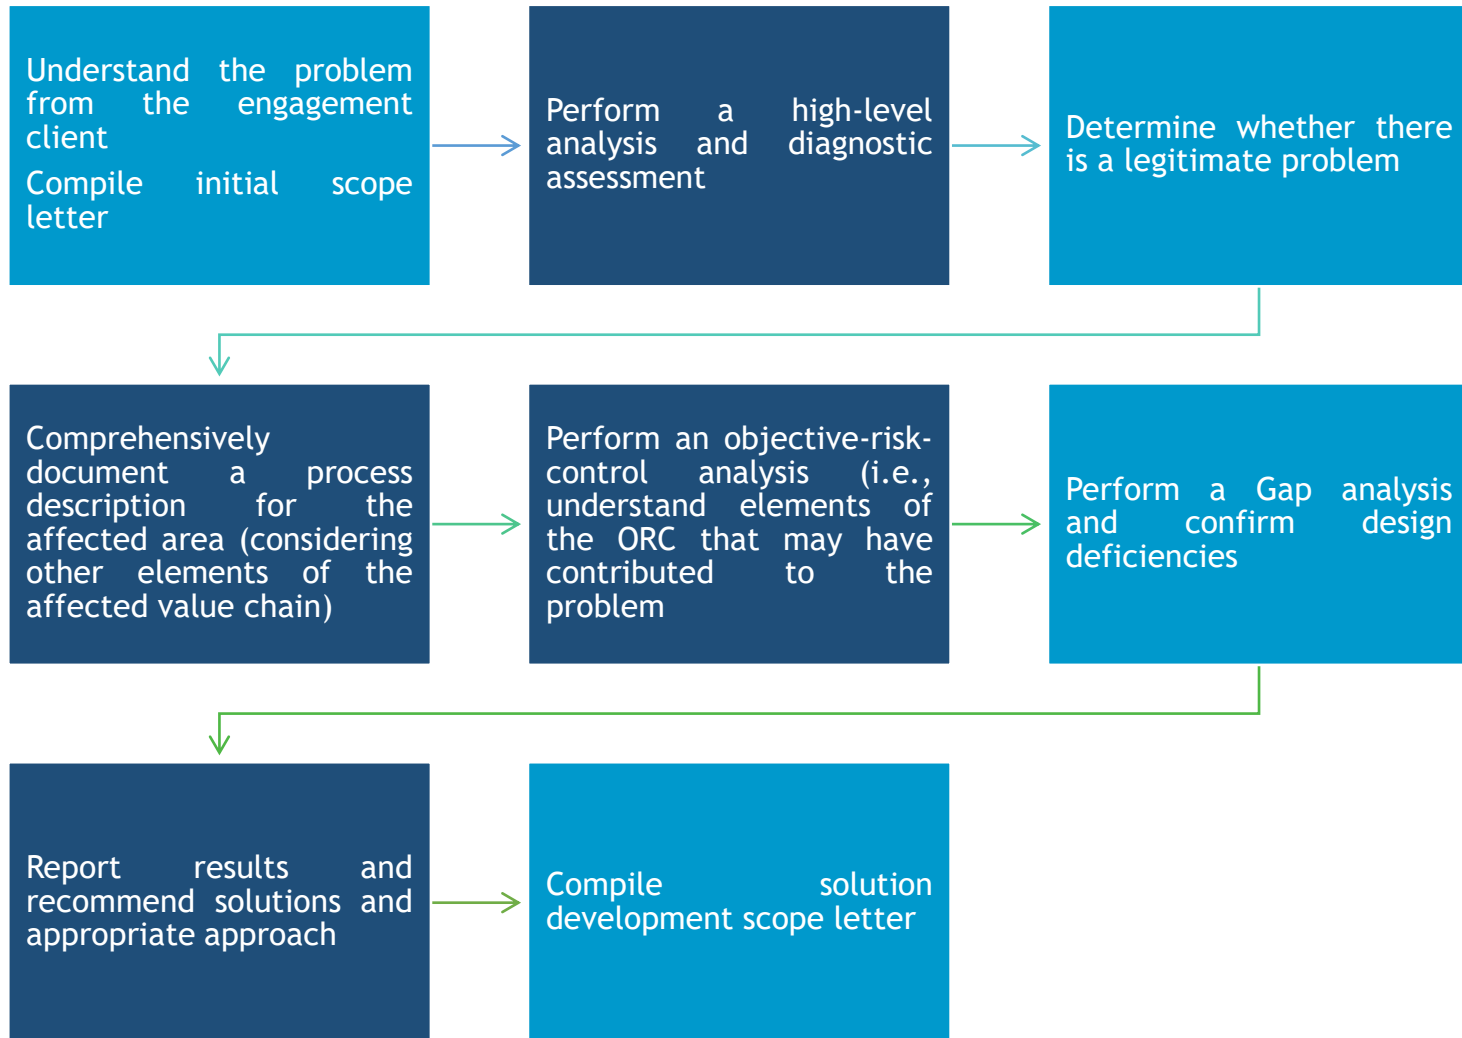 Understand the problem
from the engagement
client
Compile initial scope
letter
Perform a high-level
analysis and diagnostic
assessment
Determine whether there
is a legitimate problem
Comprehensively
document a process
description for the
affected area (considering
other elements of the
affected value chain)
Perform an objective-risk-
control analysis (i.e.,
understand elements of
the ORC that may have
contributed to the
problem
Perform a Gap analysis
and confirm design
deficiencies
Report results and
recommend solutions and
appropriate approach
Compile solution
development scope letter